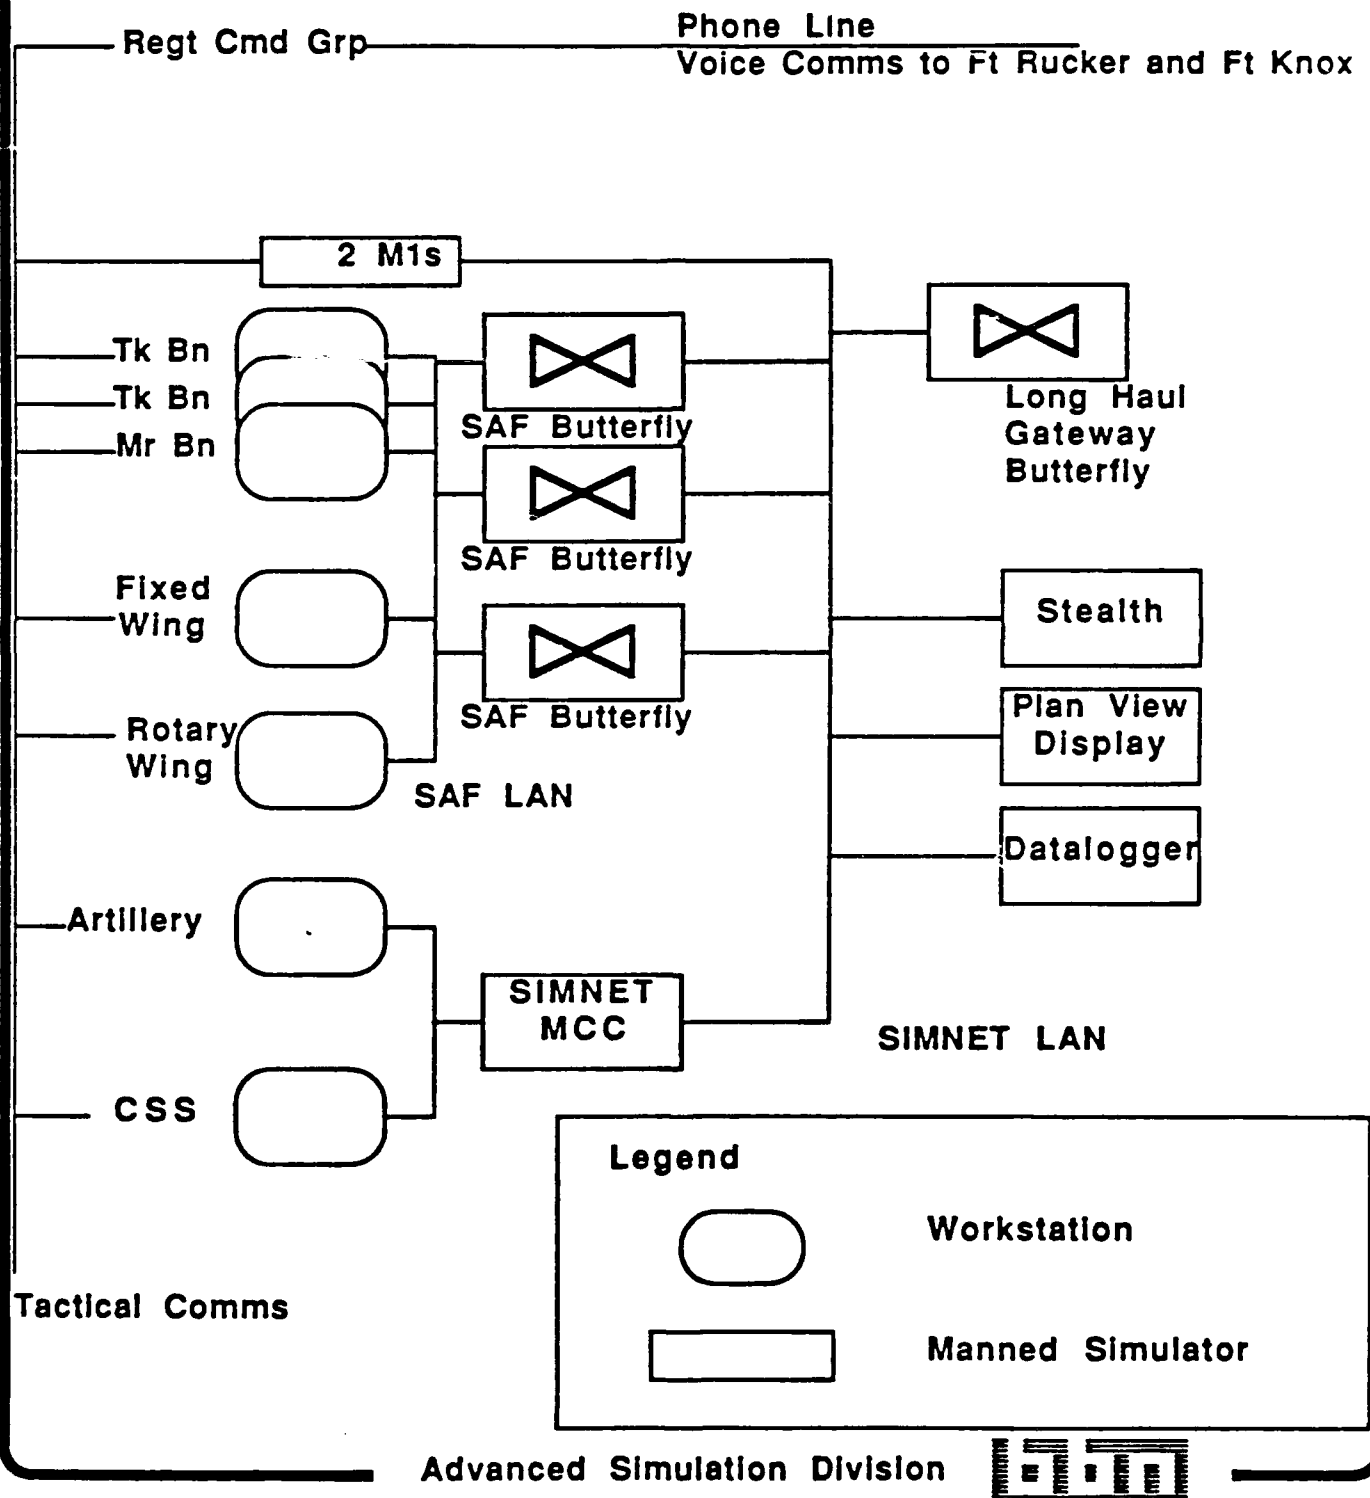 Regt Cmd Grp
Phone Line
Voice Comms to Ft Rucker and Ft Knox
2 M1s
Tk Bn
Tk Bn
Mr Bn
SAF Butterfly
Long Haul
Gateway
Butterfly
SAF Butterfly
Fixed
Wing
Stealth
SAF Butterfly
Plan View
Display
Rotary
Wing
SAF LAN
Datalogger
Artillery
SIMNET
MCC
SIMNET LAN
CSS
Legend
Workstation
Tactical Comms
Manned Simulator
Advanced Simulation Division